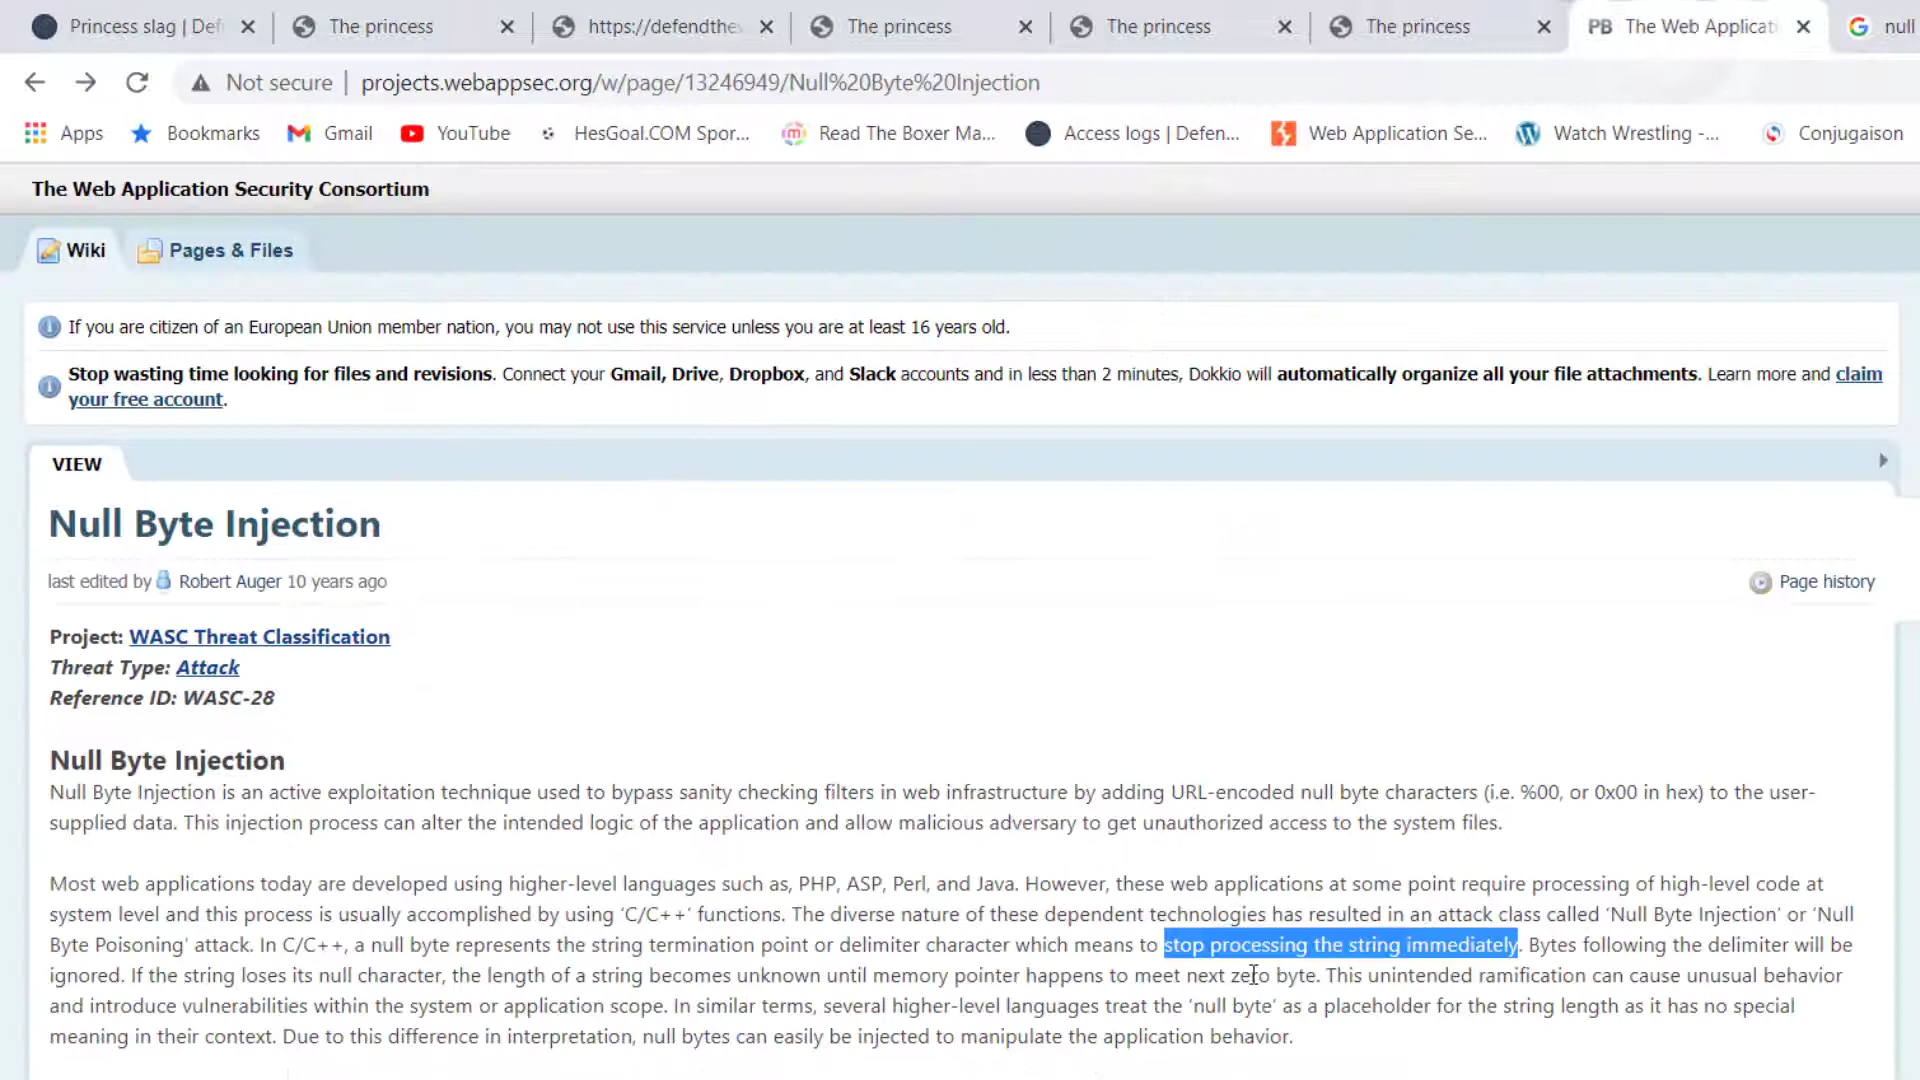 Princess slag | Def
The princess
https://defendthe
The princess
The princess
The princess
PB The Web Applicati
null
Not secure | projects.webappsec.org/w/page/13246949/Null%20Byte%20Injection
Apps
Bookmarks
Gmail
YouTube
HesGoal.COM Spor...
Read The Boxer Ma...
Access logs | Defen...
Web Application Se...
Watch Wrestling -...
Conjugaison
The Web Application Security Consortium
Wiki
Pages & Files
If you are citizen of an European Union member nation, you may not use this service unless you are at least 16 years old.
Stop wasting time looking for files and revisions. Connect your Gmail, Drive, Dropbox, and Slack accounts and in less than 2 minutes, Dokkio will automatically organize all your file attachments. Learn more and claim
your free account.
VIEW
Null Byte Injection
last edited by Robert Auger 10 years ago
Page history
Project: WASC Threat Classification
Threat Type: Attack
Reference ID: WASC-28
Null Byte Injection
Null Byte Injection is an active exploitation technique used to bypass sanity checking filters in web infrastructure by adding URL-encoded null byte characters (i.e. %00, or 0x00 in hex) to the user-
supplied data. This injection process can alter the intended logic of the application and allow malicious adversary to get unauthorized access to the system files.
Most web applications today are developed using higher-level languages such as, PHP, ASP, Perl, and Java. However, these web applications at some point require processing of high-level code at
system level and this process is usually accomplished by using ‘C/C++’ functions. The diverse nature of these dependent technologies has resulted in an attack class called ‘Null Byte Injection’ or ‘Null
Byte Poisoning’ attack. In C/C++, a null byte represents the string termination point or delimiter character which means to stop processing the string immediately. Bytes following the delimiter will be
ignored. If the string loses its null character, the length of a string becomes unknown until memory pointer happens to meet next zero byte. This unintended ramification can cause unusual behavior
and introduce vulnerabilities within the system or application scope. In similar terms, several higher-level languages treat the ‘null byte’ as a placeholder for the string length as it has no special
meaning in their context. Due to this difference in interpretation, null bytes can easily be injected to manipulate the application behavior.